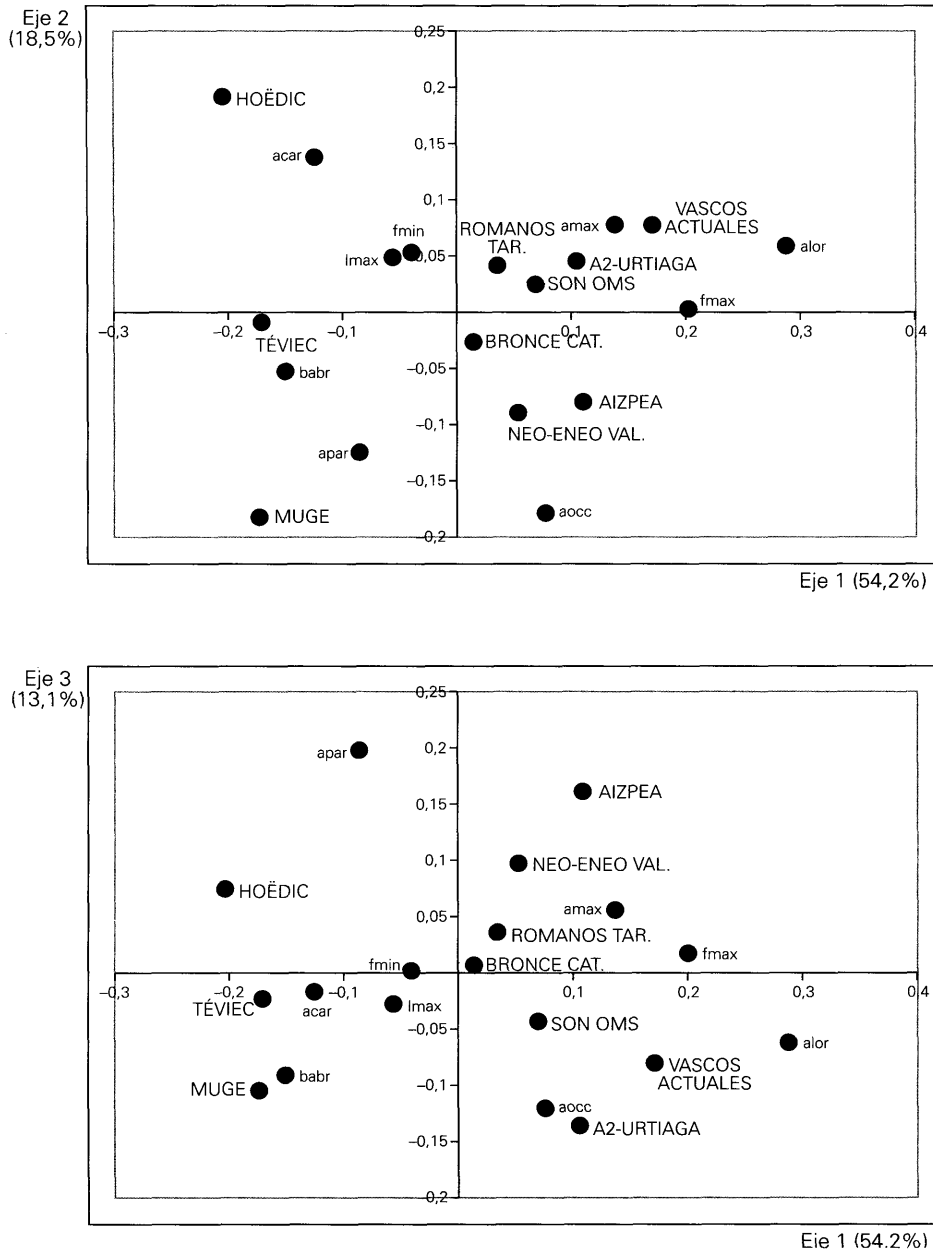 Eje 2
(18,5%)
0,25
0,2
HOËDIC
0,15
acar
0,1
VASCOS
ACTUALES
amax
ROMANOS
TAR.
fmin
alor
lmax
0,05
A2-URTIAGA
SON OMS
fmax
–0,3
–0,2
–0,1
0,1
0,2
0,3
0,4
TÉVIEC
BRONCE CAT.
–0,05
babr
AIZPEA
–0,1
NEO-ENEO VAL.
apar
–0,15
MUGE
aocc
–0,2
Eje 1 (54,2%)
Eje 3
(13,1%)
0,25
0,2
apar
0,15
AIZPEA
0,1
NEO-ENEO VAL.
HOËDIC
amax
0,05
ROMANOS TAR.
fmax
fmin
BRONCE CAT.
–0,3
–0,2
–0,1
0,1
0,2
0,3
0,4
TÉVIEC
acar
lmax
–0,05
SON OMS
alor
VASCOS
ACTUALES
babr
MUGE
–0,1
aocc
A2-URTIAGA
–0,15
–0,2
Eje 1 (54,2%)